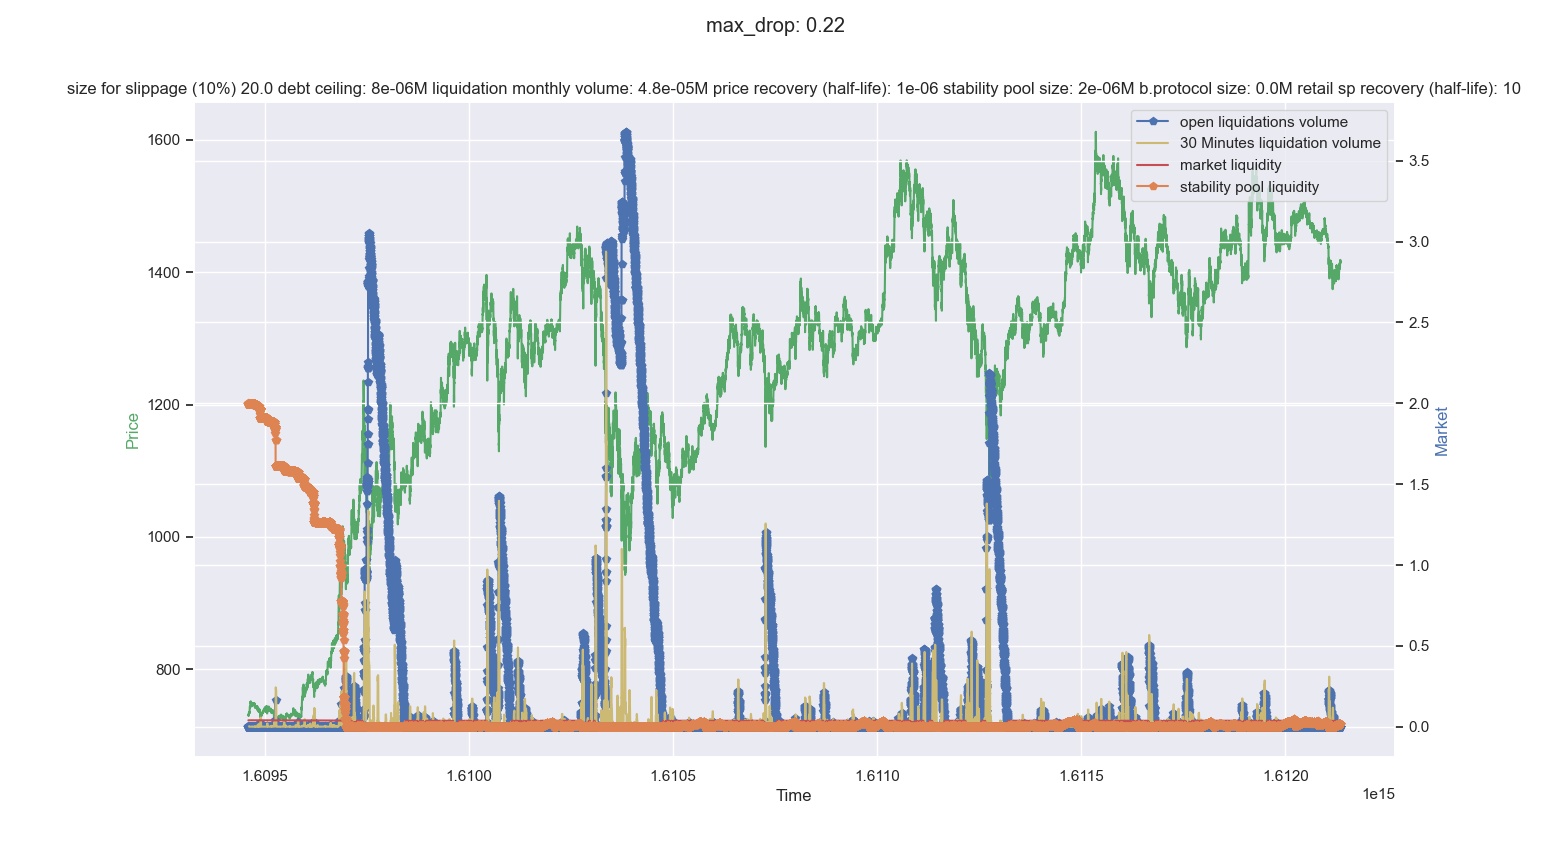 max_drop: 0.22
size for slippage (10%) 20.0 debt ceiling: 8e-06M liquidation monthly volume: 4.8e-05M price recovery (half-life): 1e-06 stability pool size: 2e-06M b.protocol size: 0.0M retail sp recovery (half-life): 10
open liquidations volume
30 Minutes liquidation volume
market liquidity
stability pool liquidity
Price
1600
1400
1200
1000
800
Market
3.5
3.0
2.5
2.0
1.5
1.0
0.5
0.0
1.6095 1.6100 1.6105 1.6110 1.6115 1.6120
Time
1e15